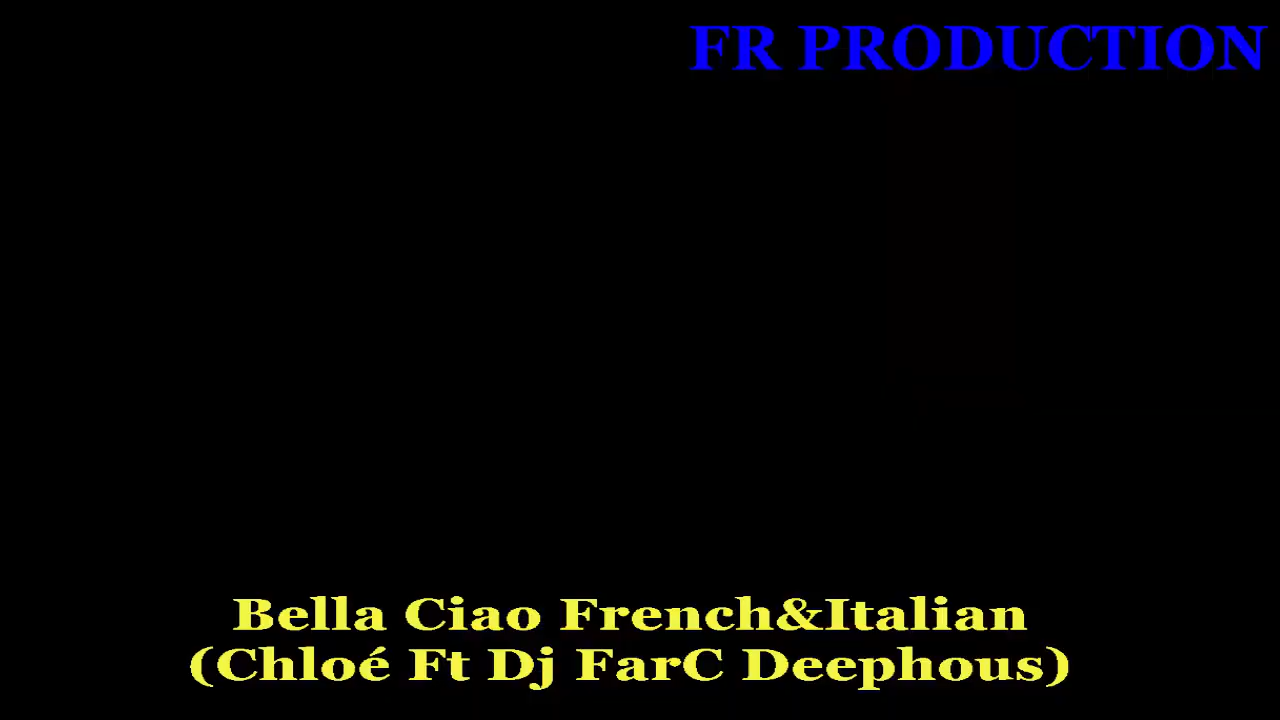 FR PRODUCTION
Bella Ciao French&Italian
(Chloé Ft Dj FarC Deephous)